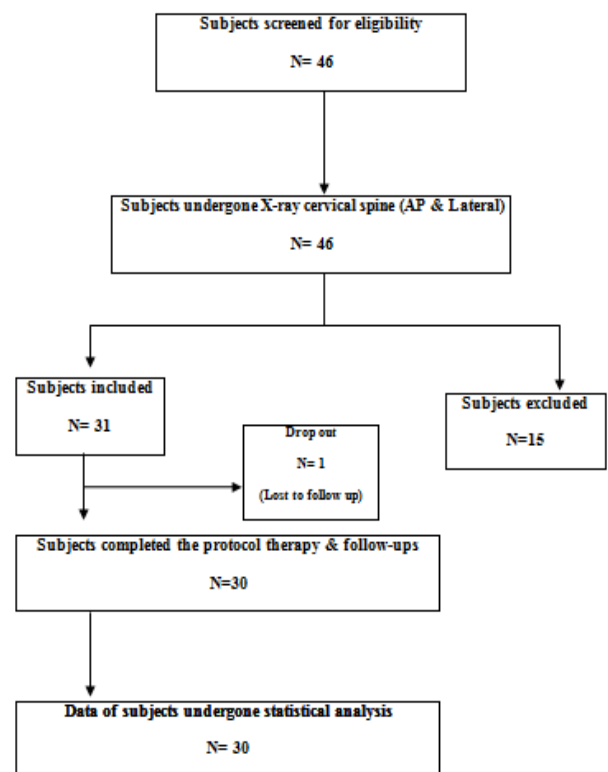 Subjects screened for eligibility
N= 46
Subjects undergone X-ray cervical spine (AP & Lateral)
N= 46
Subjects included
N= 31
Subjects excluded
N=15
Drop out
N= 1
(Lost to follow up)
Subjects completed the protocol therapy & follow-ups
N=30
Data of subjects undergone statistical analysis
N= 30